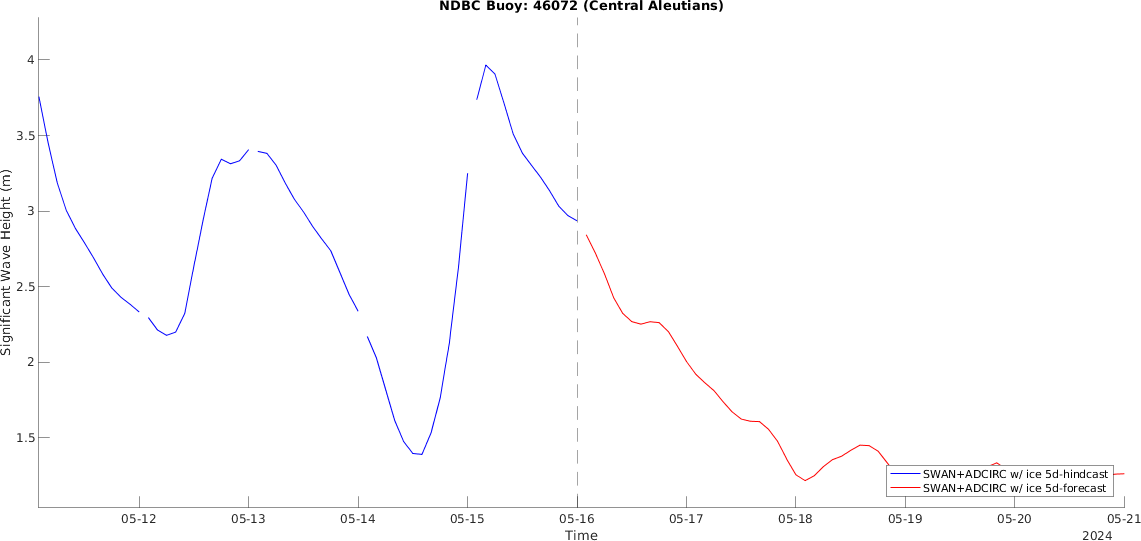 NDBC Buoy: 46072 (Central Aleutians)
Significant Wave Height (m)
4
3.5
3
2.5
2
1.5
SWAN+ADCIRC w/ ice 5d-hindcast
SWAN+ADCIRC w/ ice 5d-forecast
05-12 05-13 05-14 05-15 05-16 05-17 05-18 05-19 05-20 05-21
Time
2024